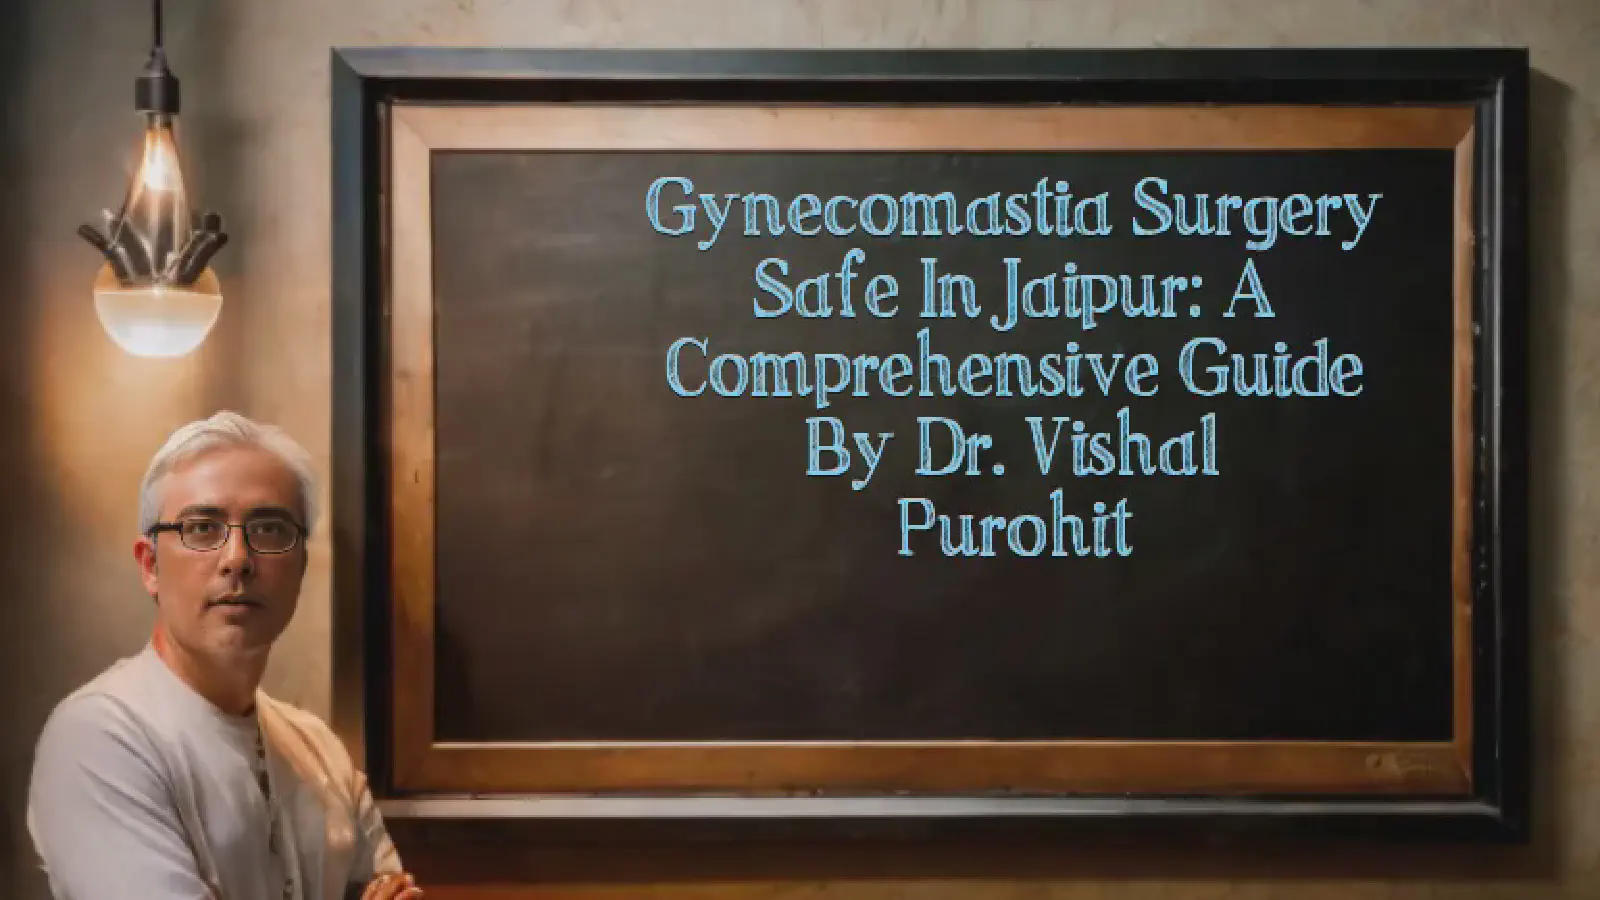 Gynecomastia Surgery
Safe In Jaipur: A
Comprehensive Guide
By Dr. Vishal
Purohit